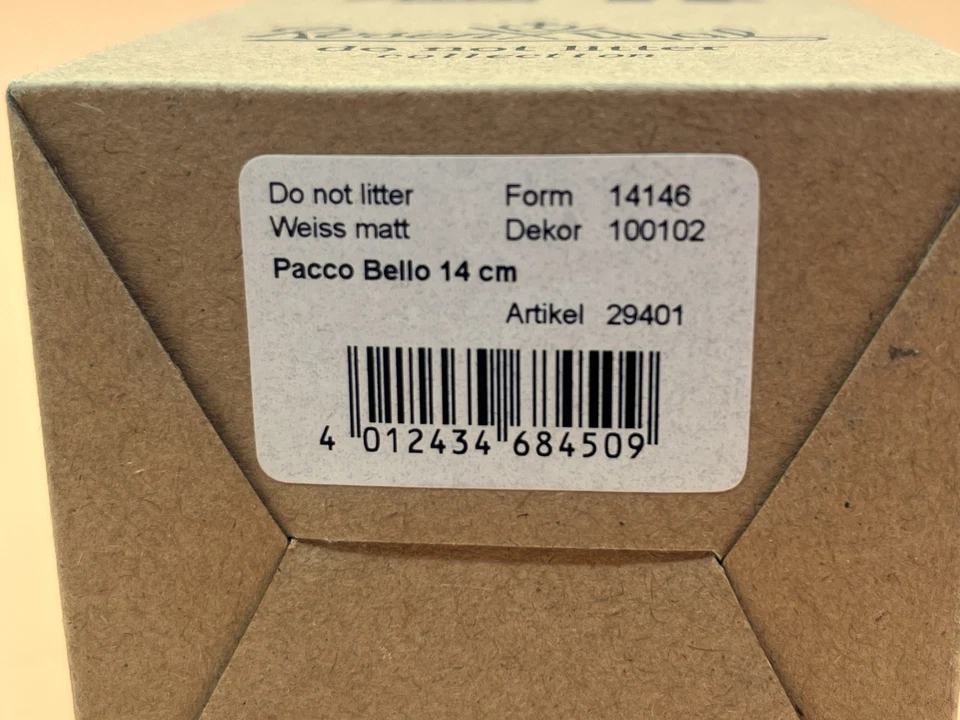 Rosenthal
do not litter
collection
Do not litter Form 14146
Weiss matt Dekor 100102
Pacco Bello 14 cm
Artikel 29401
4 012434 684509